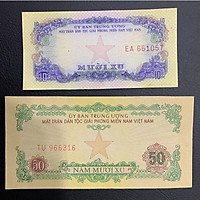 ỦY BAN TRUNG ƯƠNG
MẶT TRẬN DÂN TỘC GIẢI PHÓNG MIỀN NAM VIỆT NAM
EA 661057
10
10
MƯỜI XU
ỦY BAN TRUNG ƯƠNG
MẶT TRẬN DÂN TỘC GIẢI PHÓNG MIỀN NAM VIỆT NAM
TU 966316
50
50
NĂM MƯƠI XU